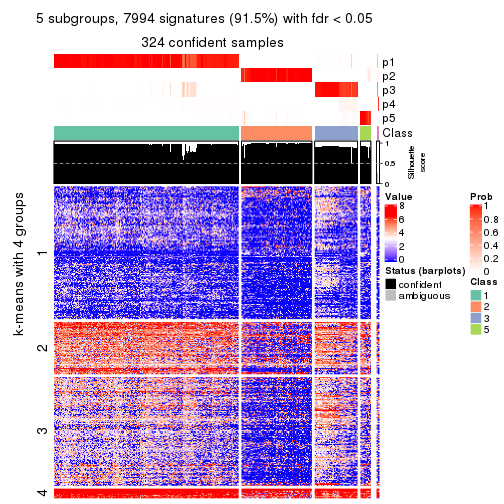 5 subgroups, 7994 signatures (91.5%) with fdr < 0.05
324 confident samples
p1
p2
p3
p4
p5
Class
1
0.5
0
Silhouette
score
k-means with 4 groups
1
2
3
4
Value
8
6
4
2
0
Status (barplots)
confident
ambiguous
Prob
1
0.8
0.6
0.4
0.2
0
Class
1
2
3
5